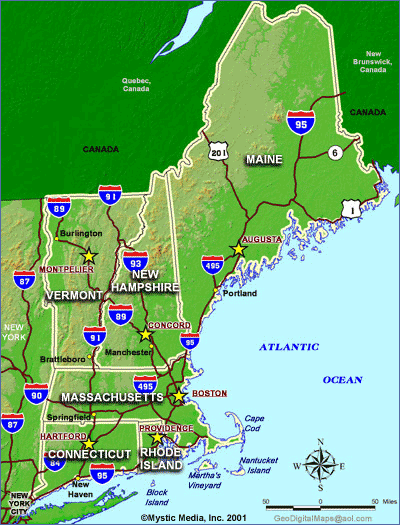 Quebec,
Canada
New
Brunswick,
Canada
CANADA
95
CANADA
201
6
MAINE
91
89
1
Burlington
AUGUSTA
93
MONTPELIER
NEW
HAMPSHIRE
495
87
VERMONT
Portland
89
CONCORD
NEW
YORK
91
Manchester
95
ATLANTIC
OCEAN
Brattleboro
90
495
MASSACHUSETTS
BOSTON
Springfield
Cape
Cod
87
HARTFORD
PROVIDENCE
CONNECTICUT
RHODE
ISLAND
84
95
Nantucket
Island
Martha's
Vineyard
New
Haven
Block
Island
NEW
YORK
CITY
N
W
E
S
50
0
50
Miles
©Mystic Media, Inc. 2001
GeoDigitalMaps@aol.com